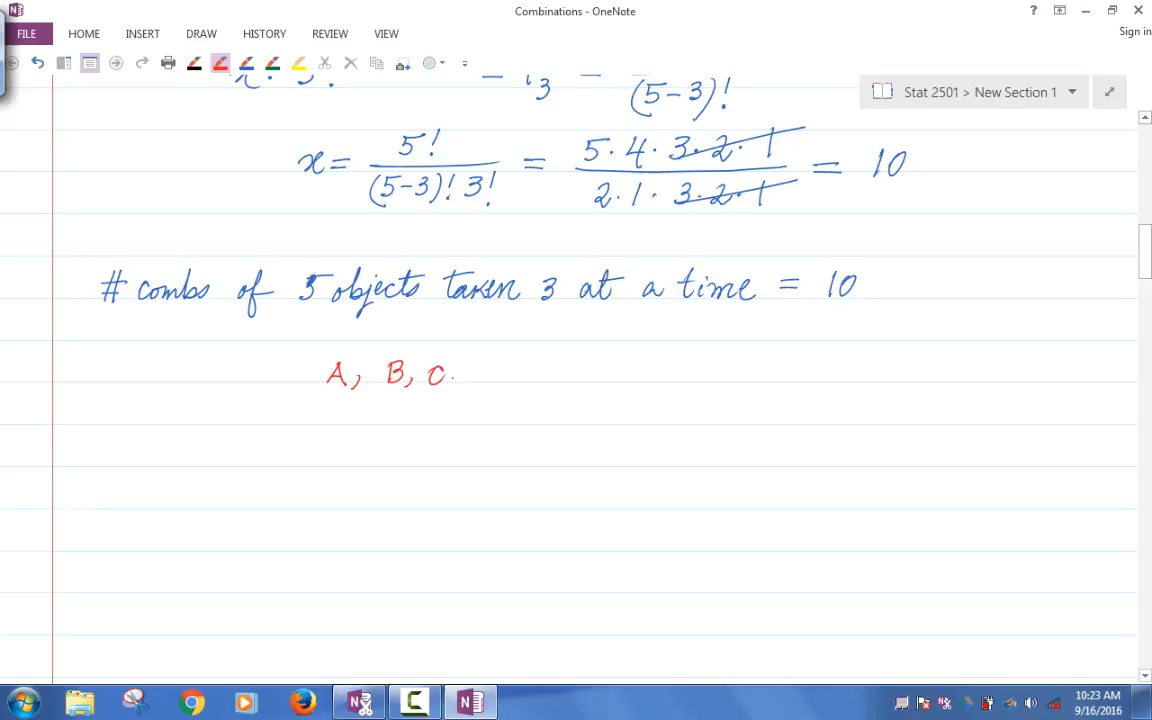 Combinations - OneNote
?
Sign in
FILE HOME INSERT DRAW HISTORY REVIEW VIEW
Stat 2501 > New Section 1
(5-3)!
x = 5! / (5-3)! 3! = 5·4·3·2·1 / 2·1·3·2·1 = 10
# combs of 5 objects taken 3 at a time = 10
A, B, C
10:23 AM
9/16/2016